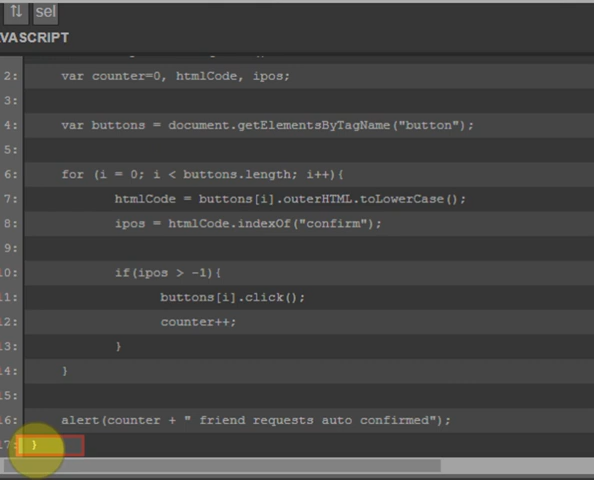 sel
VASCRIPT
2: var counter=0, htmlCode, ipos;
3:
4: var buttons = document.getElementsByTagName("button");
5:
6: for (i = 0; i < buttons.length; i++){
7: htmlCode = buttons[i].outerHTML.toLowerCase();
8: ipos = htmlCode.indexOf("confirm");
9:
10: if(ipos > -1){
11: buttons[i].click();
12: counter++;
13: }
14: }
15:
16: alert(counter + " friend requests auto confirmed");
17: }